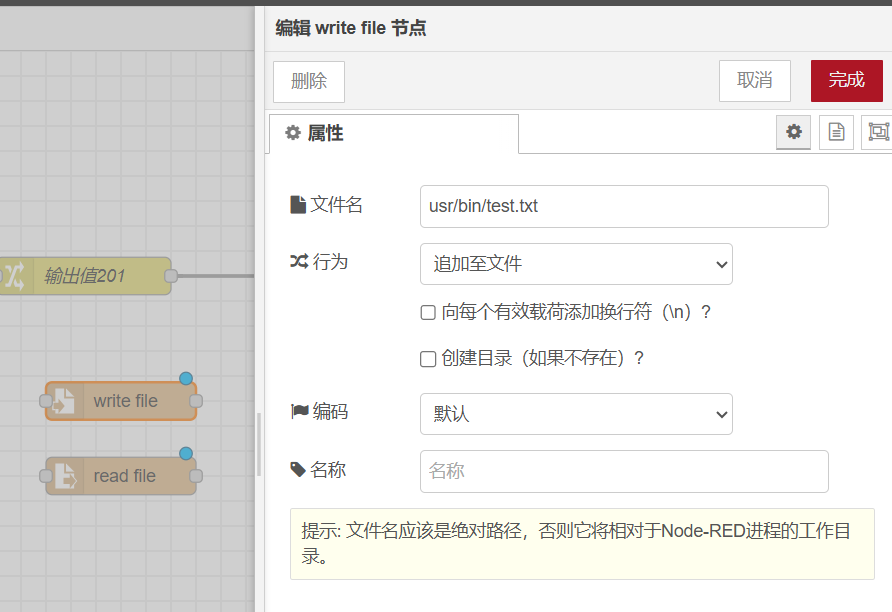 编辑 write file 节点
删除
取消
完成
属性
文件名
usr/bin/test.txt
行为
追加至文件
向每个有效载荷添加换行符（\n）?
创建目录（如果不存在）?
编码
默认
名称
名称
提示: 文件名应该是绝对路径，否则它将相对于Node-RED进程的工作目
录。
输出值201
write file
read file